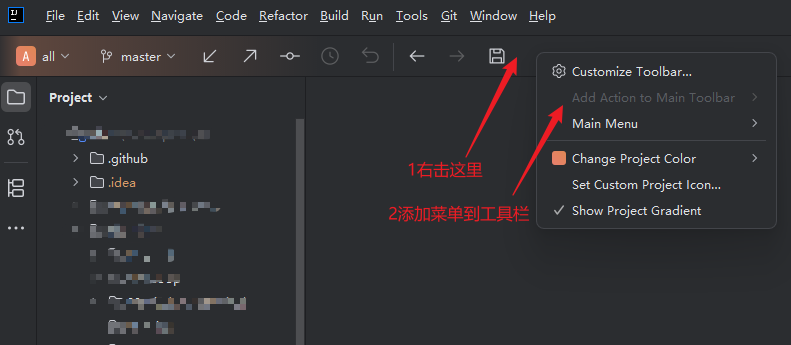 IJ
File Edit View Navigate Code Refactor Build Run Tools Git Window Help
A all master
Customize Toolbar...
Project
Add Action to Main Toolbar
Main Menu
.github
Change Project Color
1右击这里
.idea
Set Custom Project Icon...
2添加菜单到工具栏
Show Project Gradient